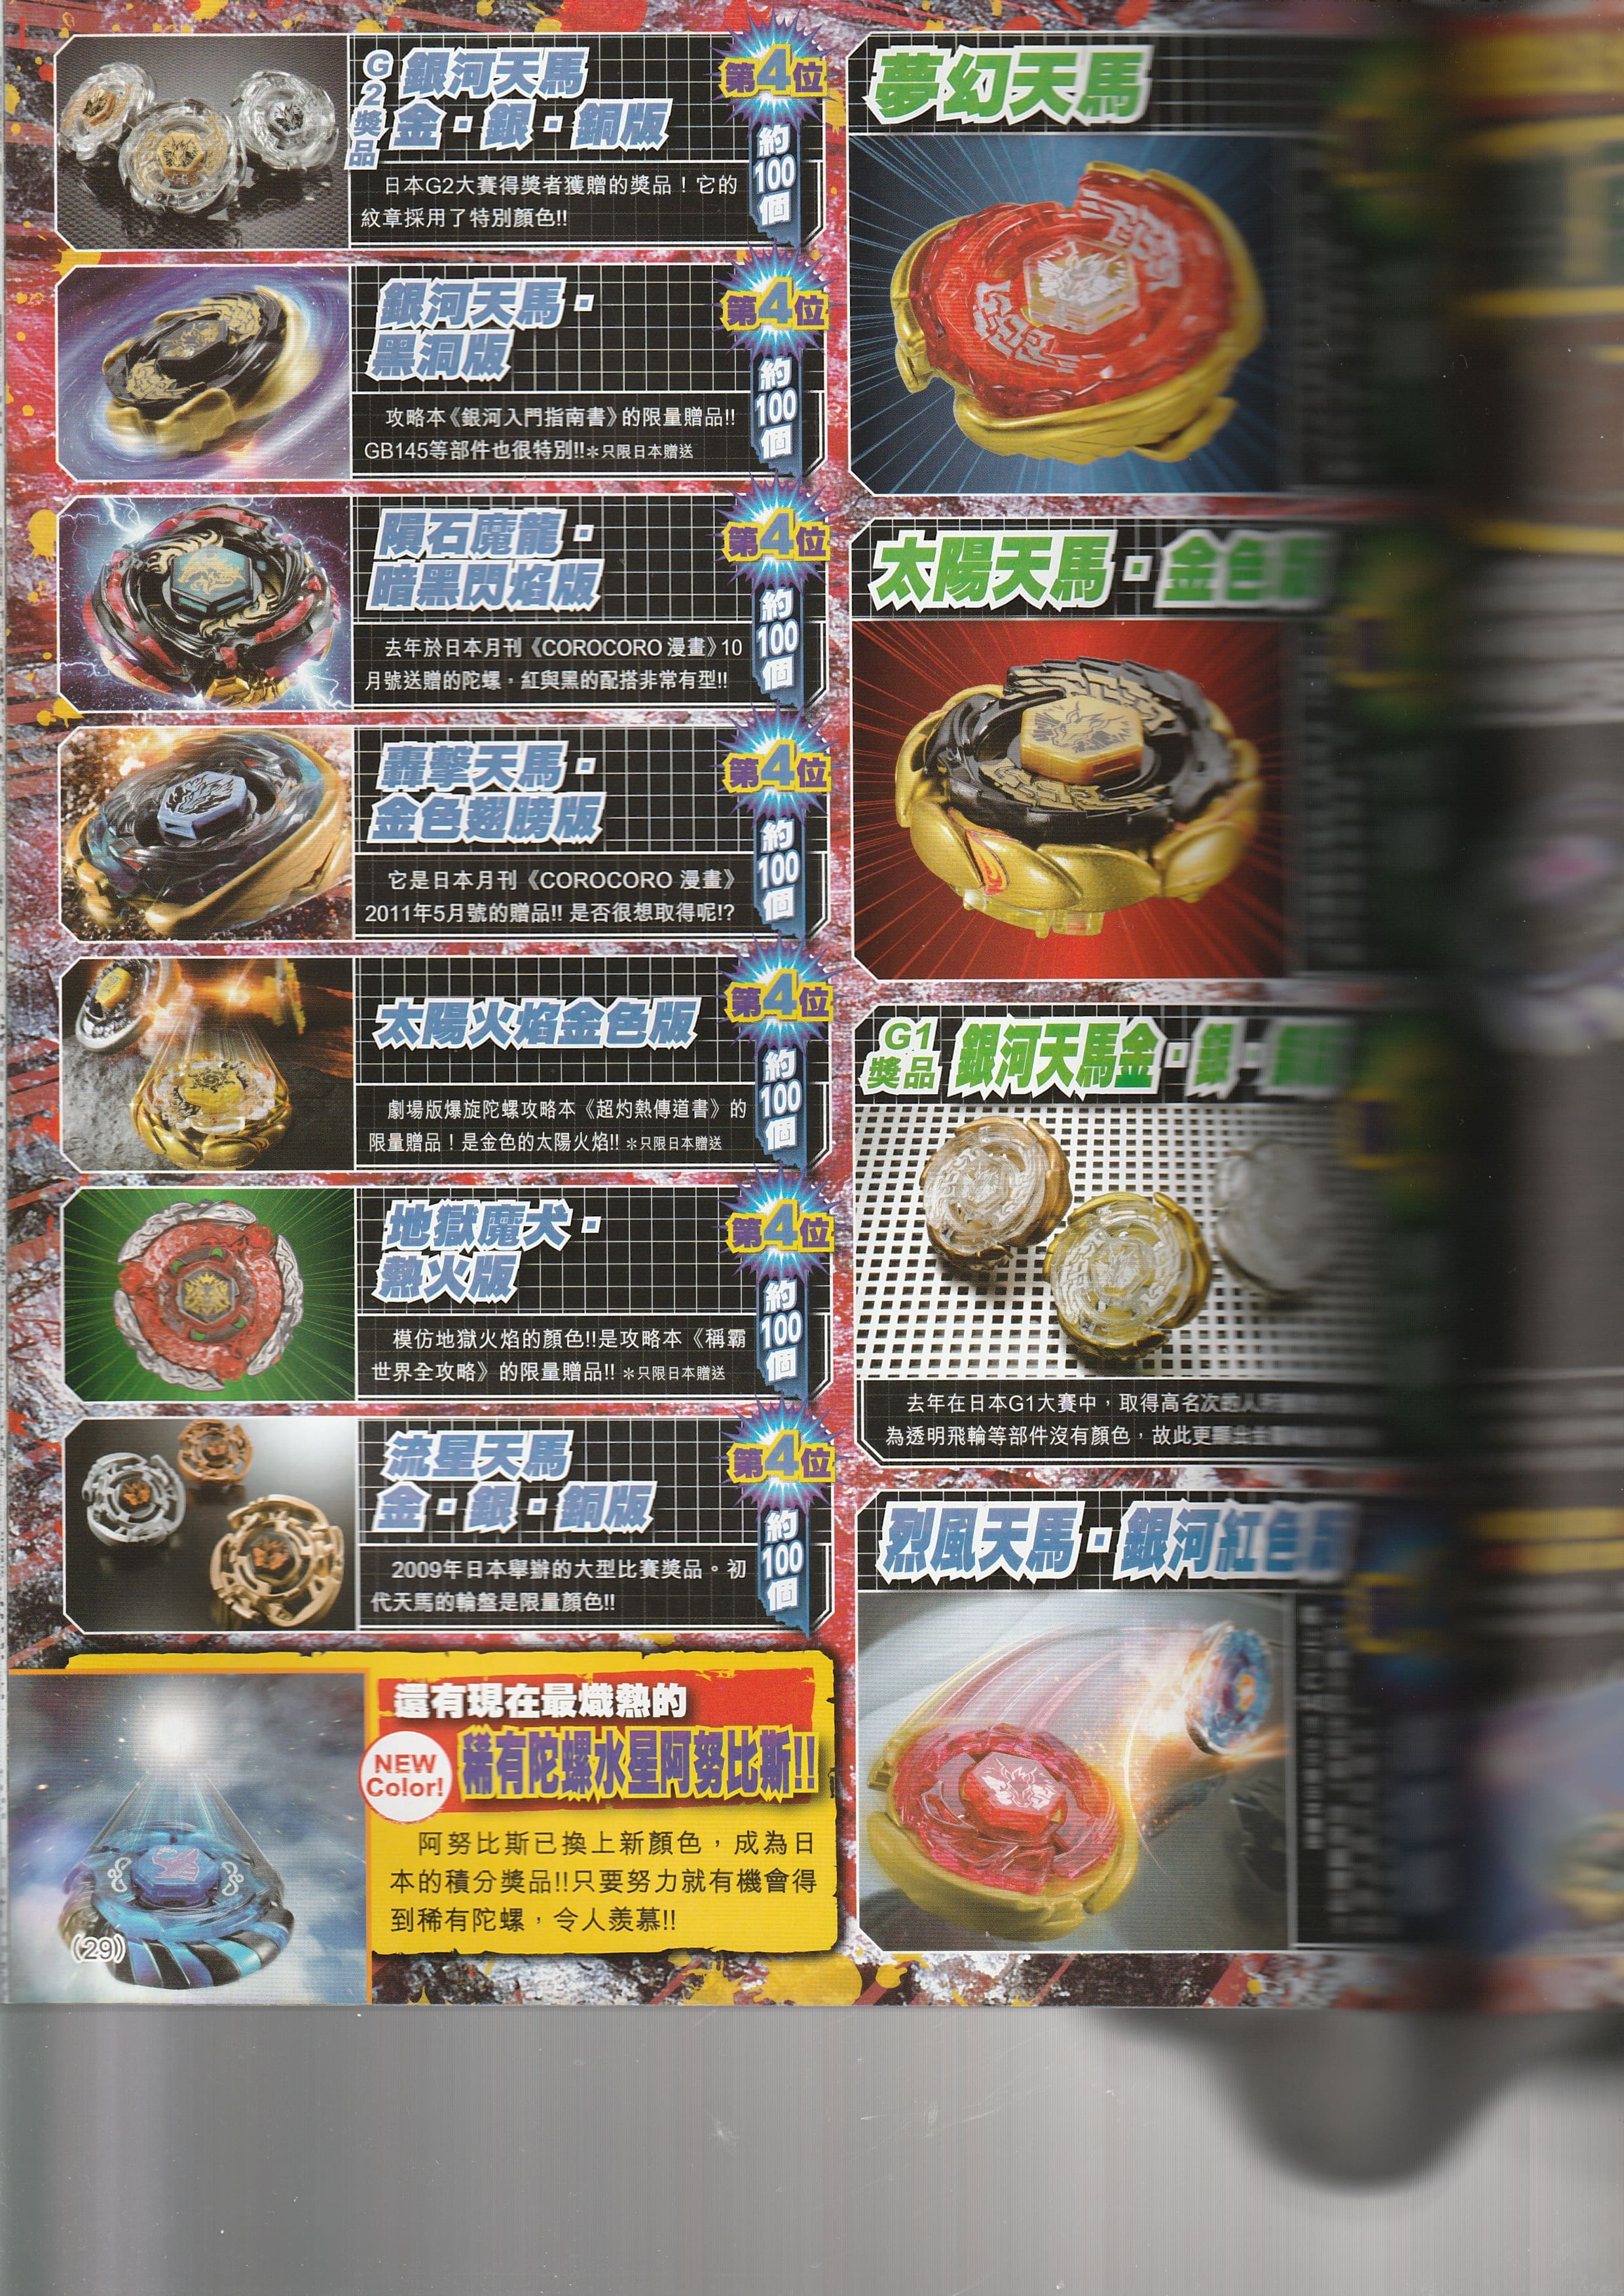 G2獎品
銀河天馬
金・銀・銅版
第4位
約100個
日本G2大賽得獎者獲贈的獎品！它的
紋章採用了特別顏色!!
銀河天馬・
黑洞版
第4位
約100個
攻略本《銀河入門指南書》的限量贈品!!
GB145等部件也很特別!!＊只限日本贈送
隕石魔龍・
暗黑閃焰版
第4位
約100個
去年於日本月刊《COROCORO 漫畫》10
月號送贈的陀螺，紅與黑的配搭非常有型!!
轟擊天馬・
金色翅膀版
第4位
約100個
它是日本月刊《COROCORO 漫畫》
2011年5月號的贈品!! 是否很想取得呢!?
太陽火焰金色版
第4位
約100個
劇場版爆旋陀螺攻略本《超灼熱傳道書》的
限量贈品！是金色的太陽火焰!! ＊只限日本贈送
地獄魔犬・
熱火版
第4位
約100個
模仿地獄火焰的顏色!!是攻略本《稱霸
世界全攻略》的限量贈品!! ＊只限日本贈送
流星天馬
金・銀・銅版
第4位
約100個
2009年日本舉辦的大型比賽獎品。初
代天馬的輪盤是限量顏色!!
還有現在最熾熱的
NEW
Color!
稀有陀螺水星阿努比斯!!
阿努比斯已換上新顏色，成為日
本的積分獎品!!只要努力就有機會得
到稀有陀螺，令人羨慕!!
(29)
夢幻天馬
太陽天馬・金色版
G1
獎品
銀河天馬金・銀・
去年在日本G1大賽中，取得高名次的人
為透明飛輪等部件沒有顏色，故此更
烈風天馬・銀河紅色版